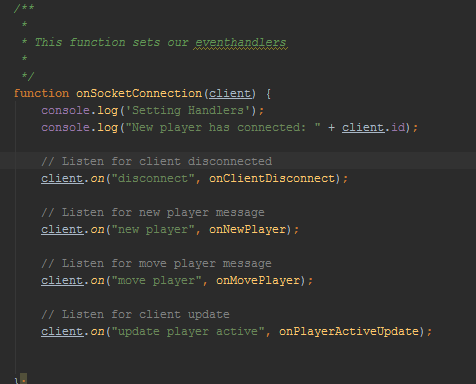 /**
*
* This function sets our eventhandlers
*
*/
function onSocketConnection(client) {
console.log('Setting Handlers');
console.log("New player has connected: " + client.id);
// Listen for client disconnected
client.on("disconnect", onClientDisconnect);
// Listen for new player message
client.on("new player", onNewPlayer);
// Listen for move player message
client.on("move player", onMovePlayer);
// Listen for client update
client.on("update player active", onPlayerActiveUpdate);
};